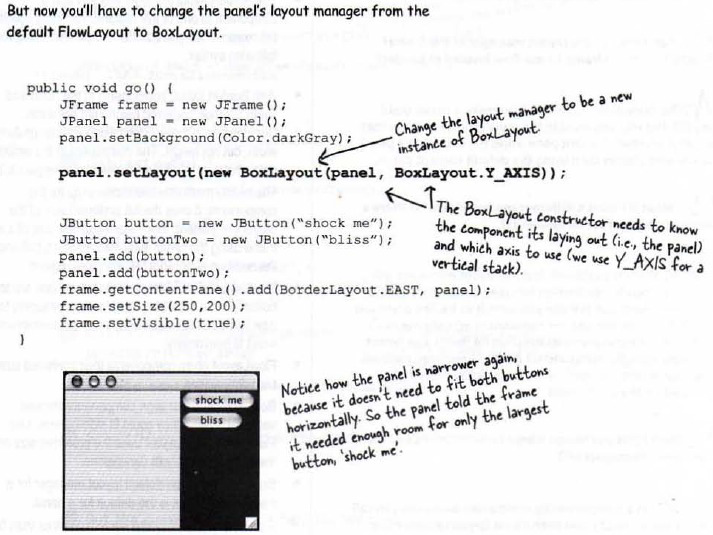 But now you'll have to change the panel's layout manager from the
default FlowLayout to BoxLayout.
public void go() {
JFrame frame = new JFrame();
JPanel panel = new JPanel();
panel.setBackground(Color.darkGray);
Change the layout manager to be a new
instance of BoxLayout.
panel.setLayout(new BoxLayout(panel, BoxLayout.Y_AXIS));
The BoxLayout constructor needs to know
the component its laying out (i.e., the panel)
and which axis to use (we use Y_AXIS for a
vertical stack).
JButton button = new JButton("shock me");
JButton buttonTwo = new JButton("bliss");
panel.add(button);
panel.add(buttonTwo);
frame.getContentPane().add(BorderLayout.EAST, panel);
frame.setSize(250,200);
frame.setVisible(true);
}
shock me
bliss
Notice how the panel is narrower again,
because it doesn't need to fit both buttons
horizontally. So the panel told the frame
it needed enough room for only the largest
button, 'shock me'.